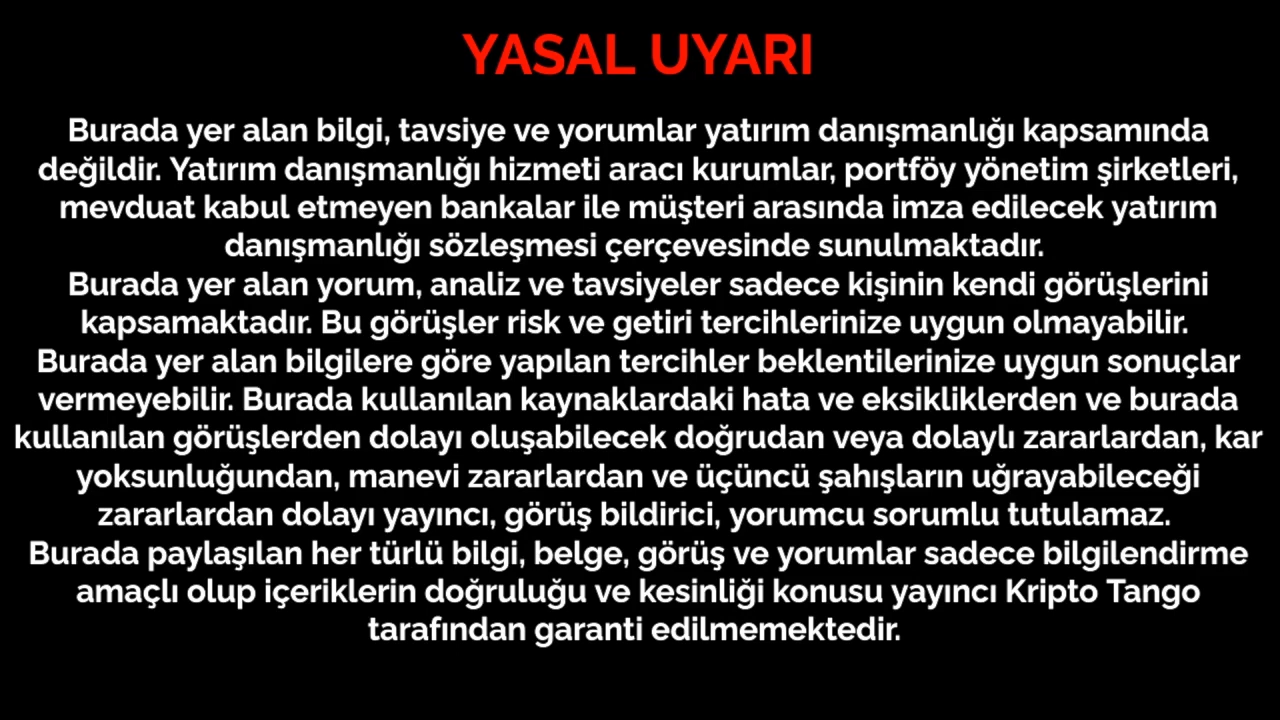 YASAL UYARI
Burada yer alan bilgi, tavsiye ve yorumlar yatırım danışmanlığı kapsamında
değildir. Yatırım danışmanlığı hizmeti aracı kurumlar, portföy yönetim şirketleri,
mevduat kabul etmeyen bankalar ile müşteri arasında imza edilecek yatırım
danışmanlığı sözleşmesi çerçevesinde sunulmaktadır.
Burada yer alan yorum, analiz ve tavsiyeler sadece kişinin kendi görüşlerini
kapsamaktadır. Bu görüşler risk ve getiri tercihlerinize uygun olmayabilir.
Burada yer alan bilgilere göre yapılan tercihler beklentilerinize uygun sonuçlar
vermeyebilir. Burada kullanılan kaynaklardaki hata ve eksikliklerden ve burada
kullanılan görüşlerden dolayı oluşabilecek doğrudan veya dolaylı zararlardan, kar
yoksunluğundan, manevi zararlardan ve üçüncü şahışların uğrayabileceği
zararlardan dolayı yayıncı, görüş bildirici, yorumcu sorumlu tutulamaz.
Burada paylaşılan her türlü bilgi, belge, görüş ve yorumlar sadece bilgilendirme
amaçlı olup içeriklerin doğruluğu ve kesinliği konusu yayıncı Kripto Tango
tarafından garanti edilmemektedir.